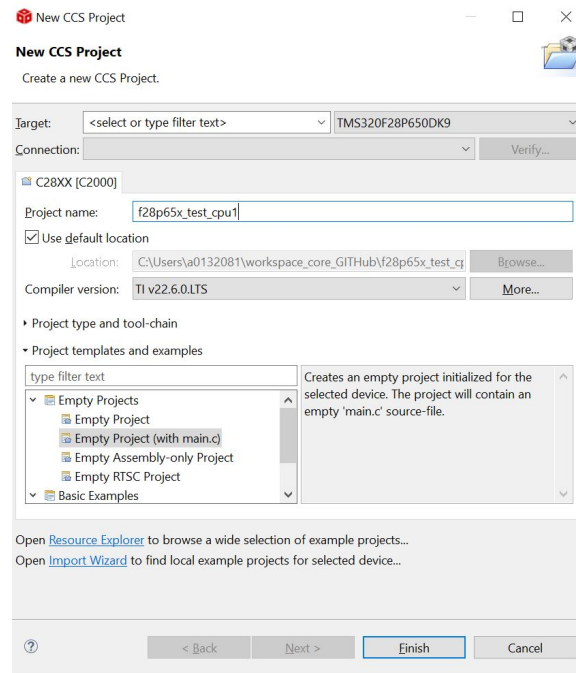 New CCS Project
New CCS Project
Create a new CCS Project.
Target: <select or type filter text> TMS320F28P650DK9
Connection: Verify...
C28XX [C2000]
Project name: f28p65x_test_cpu1
Use default location
Location: C:\Users\a0132081\workspace_core_GITHub\f28p65x_test_cp Browse...
Compiler version: TI v22.6.0.LTS More...
Project type and tool-chain
Project templates and examples
type filter text
Empty Projects
Empty Project
Empty Project (with main.c)
Empty Assembly-only Project
Empty RTSC Project
Basic Examples
Creates an empty project initialized for the
selected device. The project will contain an
empty 'main.c' source-file.
Open Resource Explorer to browse a wide selection of example projects...
Open Import Wizard to find local example projects for selected device...
? < Back Next > Finish Cancel